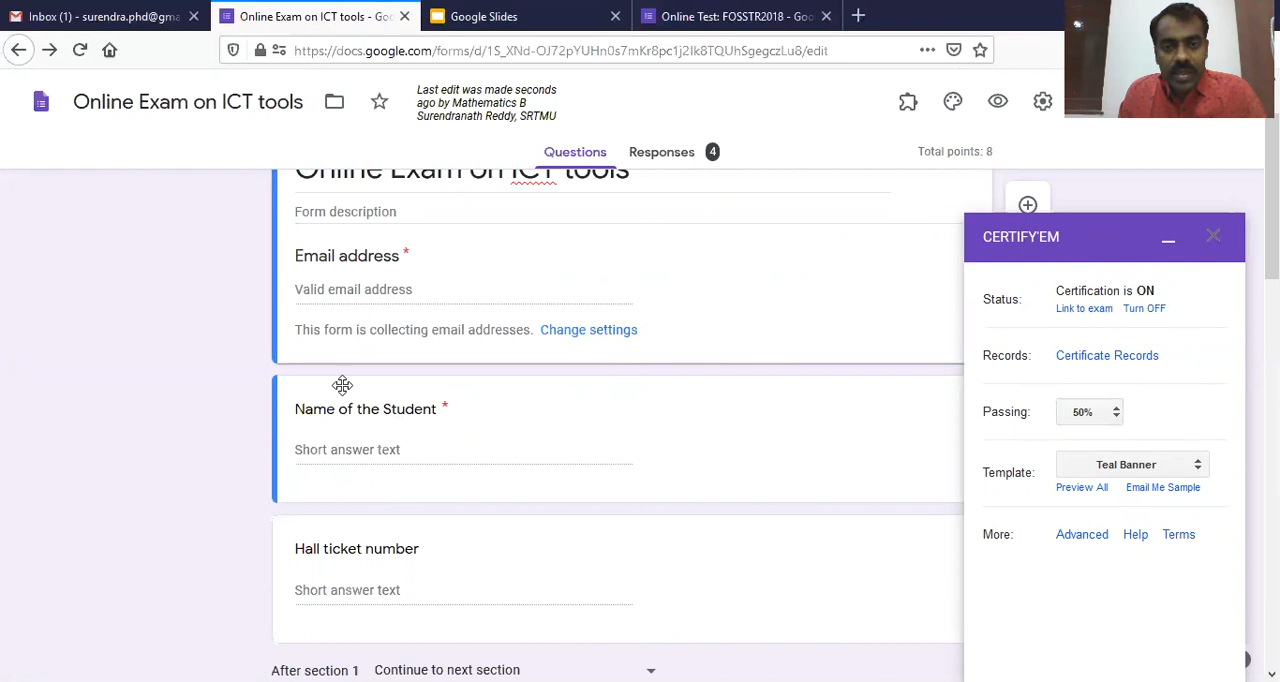 Inbox (1) - surendra.phd@gma
Online Exam on ICT tools - Goo
Google Slides
Online Test: FOSSTR2018 - Goo
https://docs.google.com/forms/d/1S_XNd-OJ72pYUHn0s7mKr8pc1j2Ik8TQUhSgegczLu8/edit
Online Exam on ICT tools
Last edit was made seconds
ago by Mathematics B
Surendranath Reddy, SRTMU
Questions
Responses 4
Total points: 8
Online Exam on ICT tools
Form description
Email address *
Valid email address
This form is collecting email addresses. Change settings
Name of the Student *
Short answer text
Hall ticket number
Short answer text
After section 1 Continue to next section
CERTIFY'EM
Status: Certification is ON
Link to exam Turn OFF
Records: Certificate Records
Passing: 50%
Template: Teal Banner
Preview All Email Me Sample
More: Advanced Help Terms